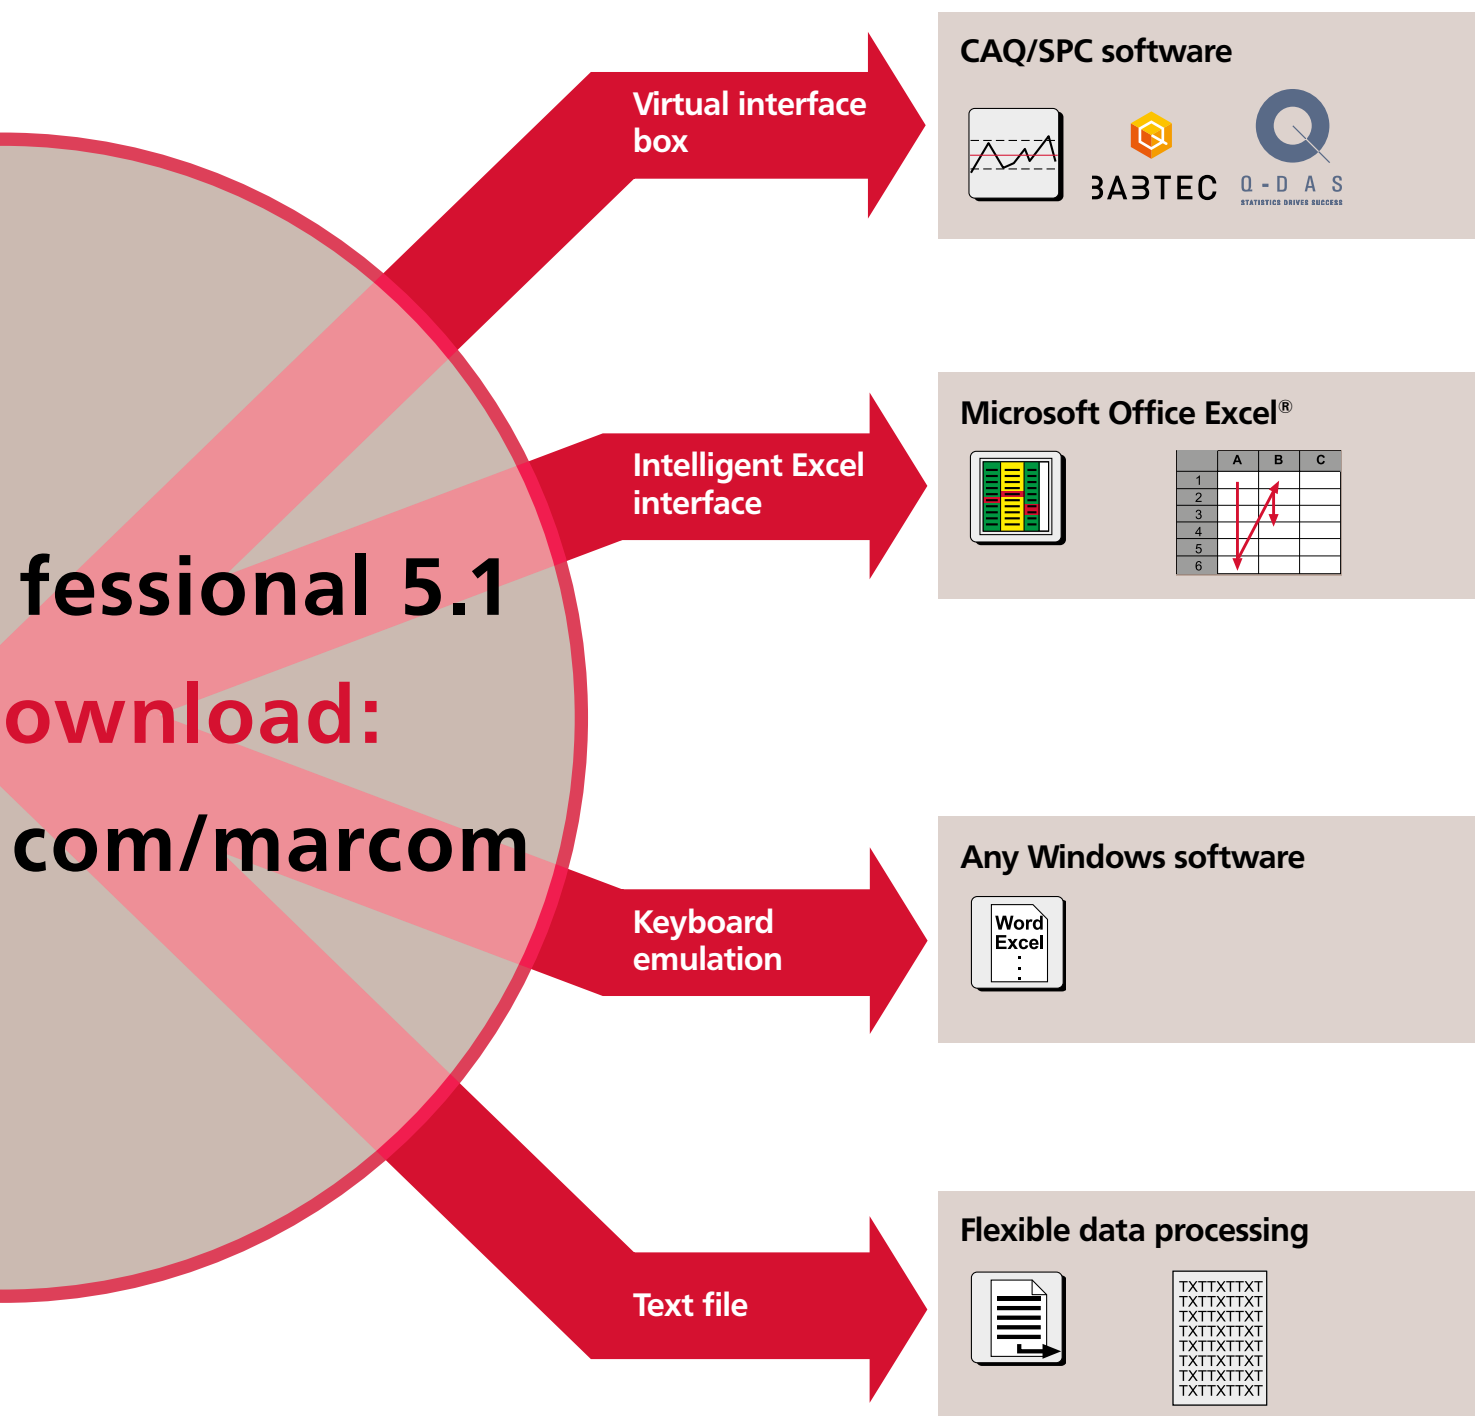 CAQ/SPC software
Virtual interface
box
BABTEC
Q-DAS
STATISTICS DRIVES SUCCESS
Microsoft Office Excel®
Intelligent Excel
interface
A B C
1
2
3
4
5
6
fessional 5.1
ownload:
com/marcom
Any Windows software
Keyboard
emulation
Word
Excel
Flexible data processing
Text file
TXTTXTTXT
TXTTXTTXT
TXTTXTTXT
TXTTXTTXT
TXTTXTTXT
TXTTXTTXT
TXTTXTTXT
TXTTXTTXT